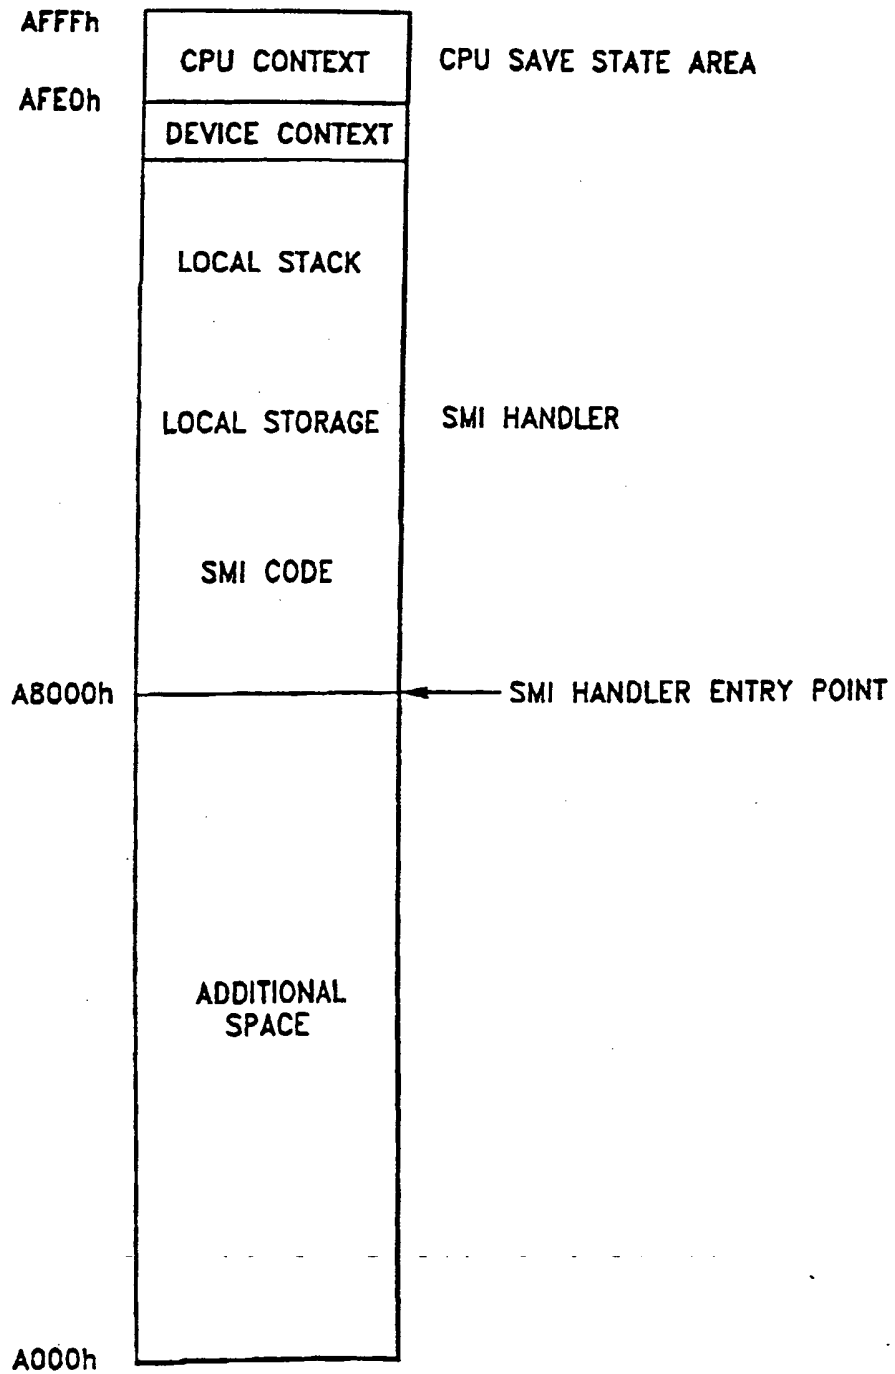 AFFFh
CPU CONTEXT CPU SAVE STATE AREA
AFE0h
DEVICE CONTEXT
LOCAL STACK
LOCAL STORAGE SMI HANDLER
SMI CODE
A8000h SMI HANDLER ENTRY POINT
ADDITIONAL
SPACE
A000h